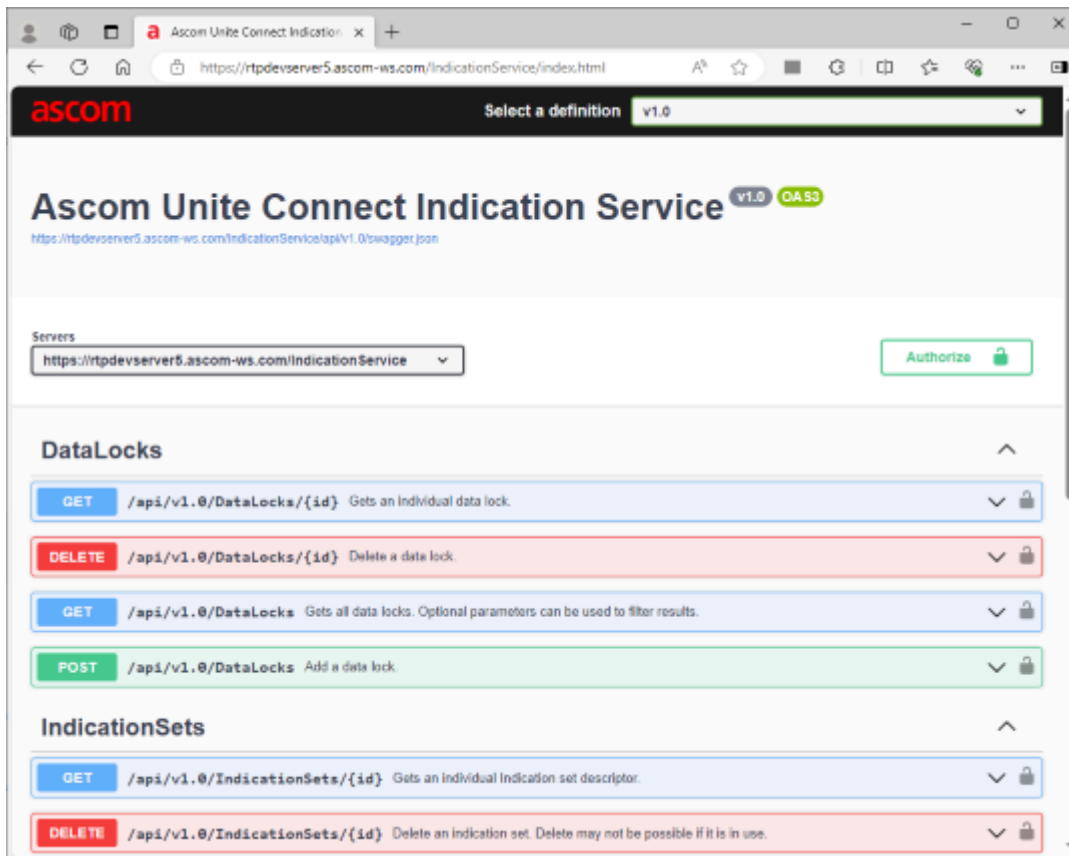 Ascom Unite Connect Indication
https://rtpdevserver5.ascom-ws.com/IndicationService/index.html
ascom
Select a definition v1.0
Ascom Unite Connect Indication Service v1.0 OAS3
https://rtpdevserver5.ascom-ws.com/IndicationService/api/v1.0/swagger.json
Servers
https://rtpdevserver5.ascom-ws.com/IndicationService
Authorize
DataLocks
GET /api/v1.0/DataLocks/{id} Gets an individual data lock.
DELETE /api/v1.0/DataLocks/{id} Delete a data lock.
GET /api/v1.0/DataLocks Gets all data locks. Optional parameters can be used to filter results.
POST /api/v1.0/DataLocks Add a data lock.
IndicationSets
GET /api/v1.0/IndicationSets/{id} Gets an individual Indication set descriptor.
DELETE /api/v1.0/IndicationSets/{id} Delete an indication set. Delete may not be possible if it is in use.